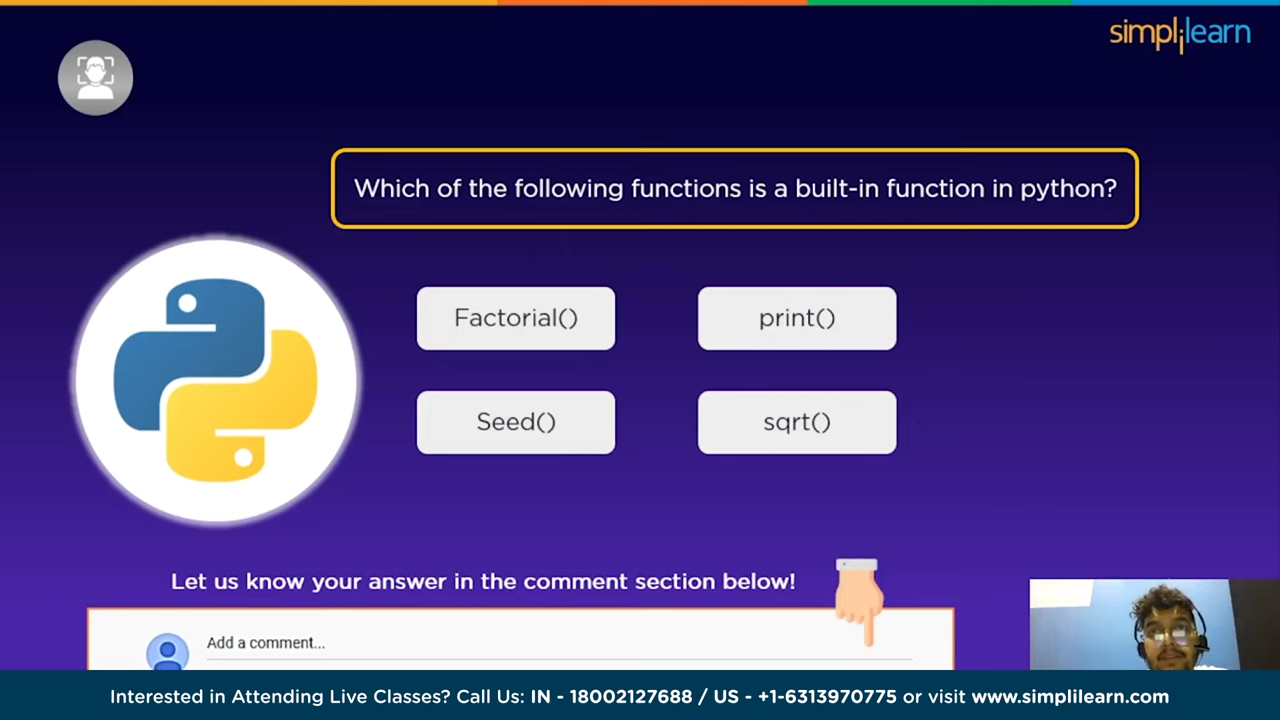 simplilearn
Which of the following functions is a built-in function in python?
Factorial()
print()
Seed()
sqrt()
Let us know your answer in the comment section below!
Add a comment...
Interested in Attending Live Classes? Call Us: IN - 18002127688 / US - +1-6313970775 or visit www.simplilearn.com